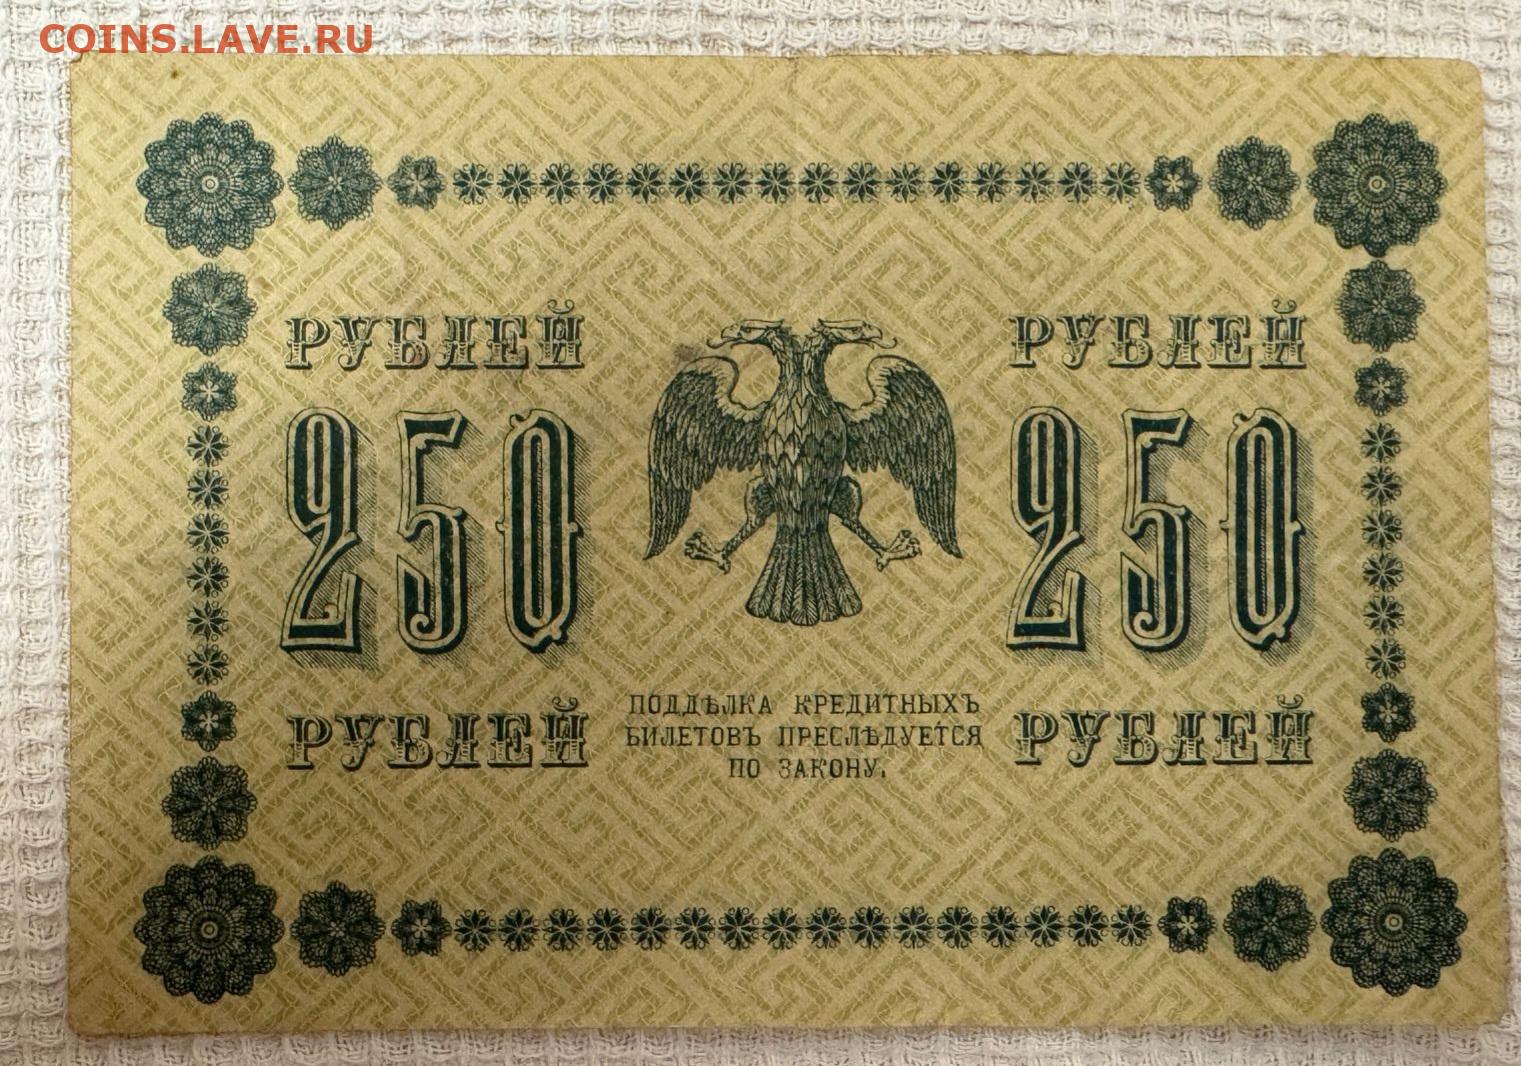 COINS.LAVE.RU
РУБЛЕЙ
250
РУБЛЕЙ
ПОДДѢЛКА КРЕДИТНЫХЪ
БИЛЕТОВЪ ПРЕСЛѢДУЕТСЯ
ПО ЗАКОНУ.
РУБЛЕЙ
250
РУБЛЕЙ